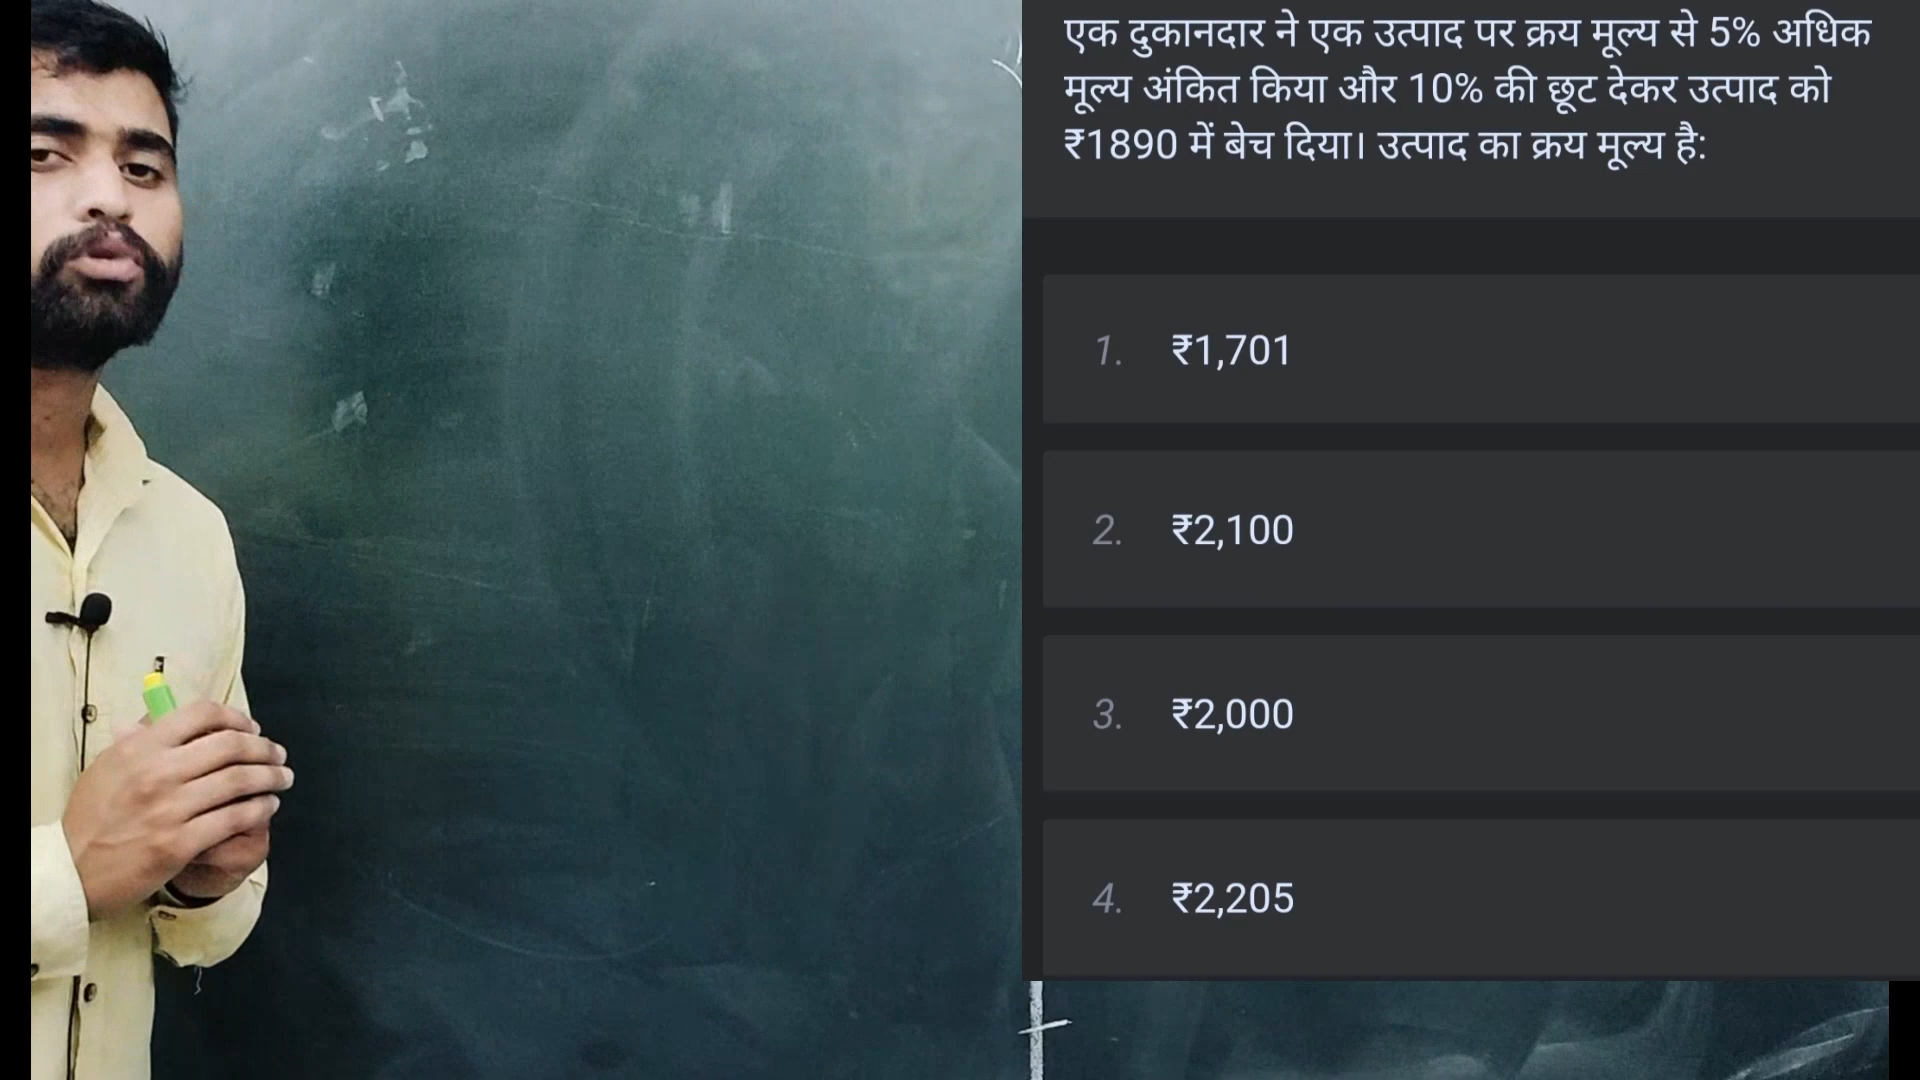 एक दुकानदार ने एक उत्पाद पर क्रय मूल्य से 5% अधिक
मूल्य अंकित किया और 10% की छूट देकर उत्पाद को
₹1890 में बेच दिया। उत्पाद का क्रय मूल्य है:
1. ₹1,701
2. ₹2,100
3. ₹2,000
4. ₹2,205